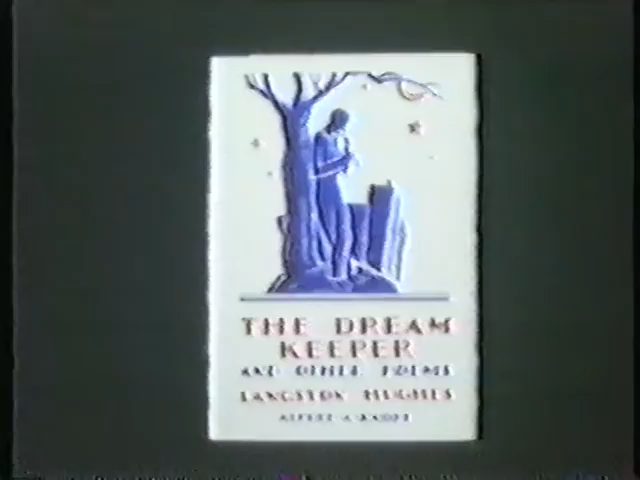 THE DREAM
KEEPER
AND OTHER POEMS
LANGSTON HUGHES
ALFRED A KNOPF